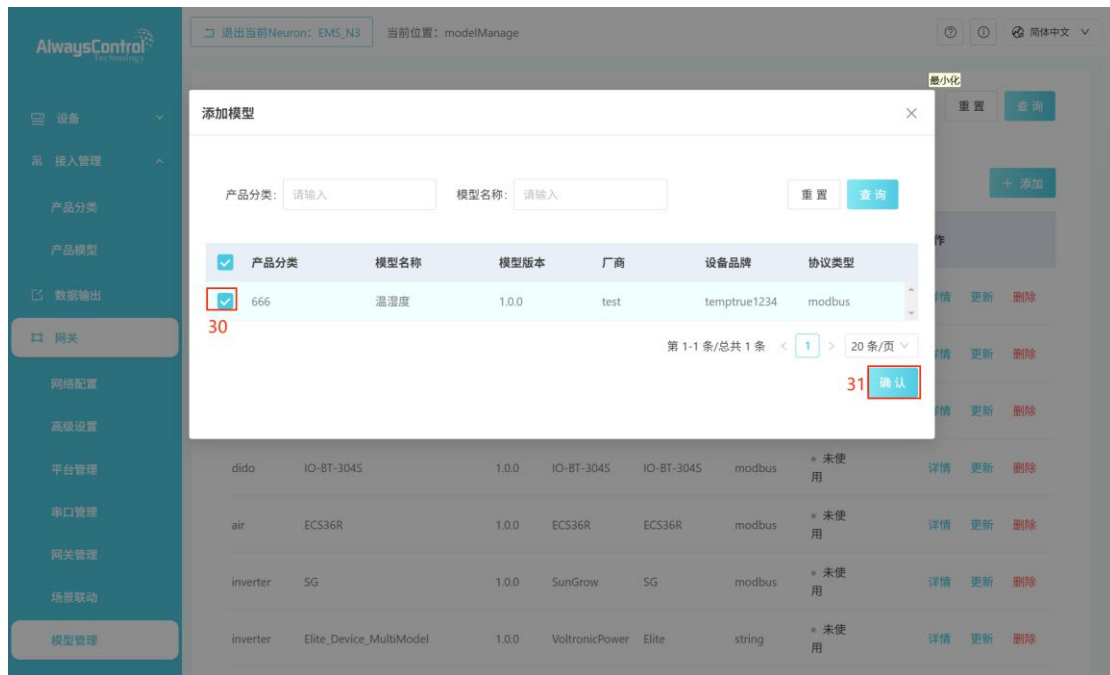 AlwaysControl
Technology
退出当前Neuron: EMS_N3
当前位置: modelManage
简体中文
最小化
重置
查询
+ 添加
设备
接入管理
产品分类
产品模型
数据输出
网关
网络配置
高级设置
平台管理
串口管理
网关管理
场景联动
模型管理
添加模型
产品分类: 请输入
模型名称: 请输入
重置
查询
产品分类 模型名称 模型版本 厂商 设备品牌 协议类型
666 温湿度 1.0.0 test temptrue1234 modbus
30
第 1-1 条/总共 1 条 < 1 > 20 条/页
31 确认
作
情 更新 删除
情 更新 删除
情 更新 删除
dido IO-BT-304S 1.0.0 IO-BT-304S IO-BT-304S modbus 未使用 详情 更新 删除
air ECS36R 1.0.0 ECS36R ECS36R modbus 未使用 详情 更新 删除
inverter SG 1.0.0 SunGrow SG modbus 未使用 详情 更新 删除
inverter Elite_Device_MultiModel 1.0.0 VoltronicPower Elite string 未使用 详情 更新 删除